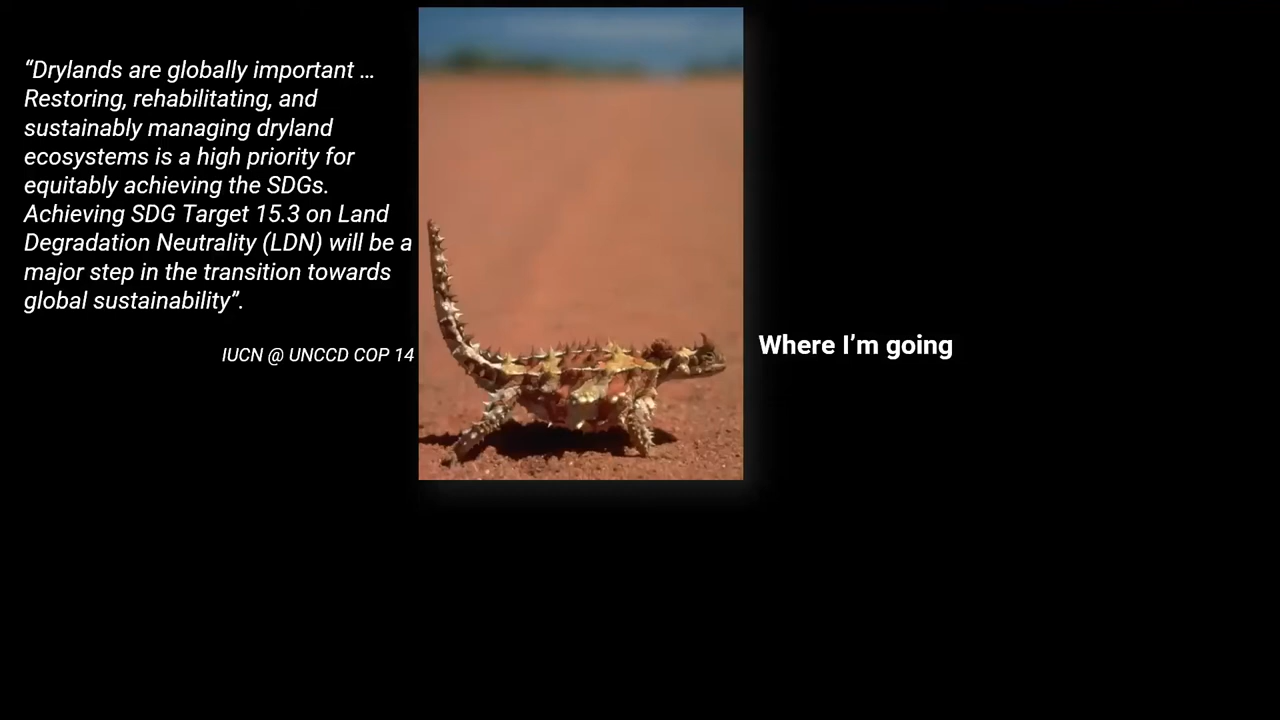 “Drylands are globally important …
Restoring, rehabilitating, and
sustainably managing dryland
ecosystems is a high priority for
equitably achieving the SDGs.
Achieving SDG Target 15.3 on Land
Degradation Neutrality (LDN) will be a
major step in the transition towards
global sustainability”.
IUCN @ UNCCD COP 14
Where I’m going